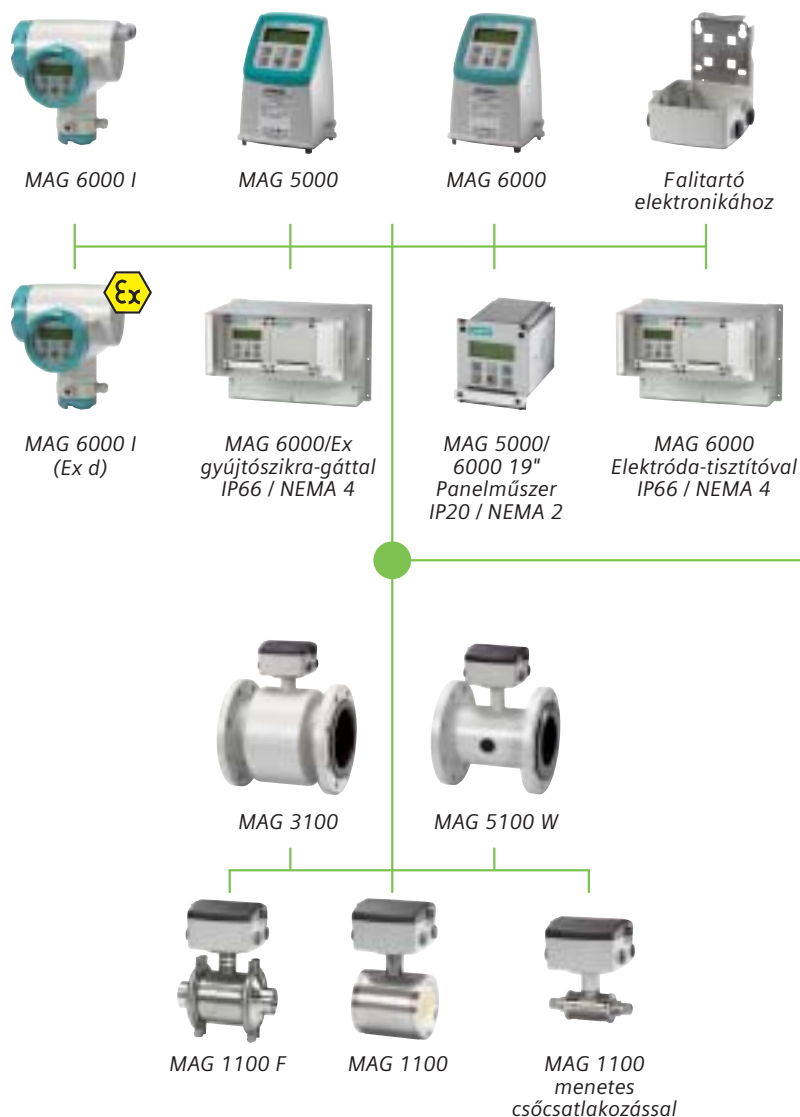 MAG 6000 I
MAG 5000
MAG 6000
Falitartó
elektronikához
Ex
MAG 6000 I
(Ex d)
MAG 6000/Ex
gyújtószikra-gáttal
IP66 / NEMA 4
MAG 5000/
6000 19"
Panelműszer
IP20 / NEMA 2
MAG 6000
Elektróda-tisztítóval
IP66 / NEMA 4
MAG 3100
MAG 5100 W
MAG 1100 F
MAG 1100
MAG 1100
menetes
csőcsatlakozással